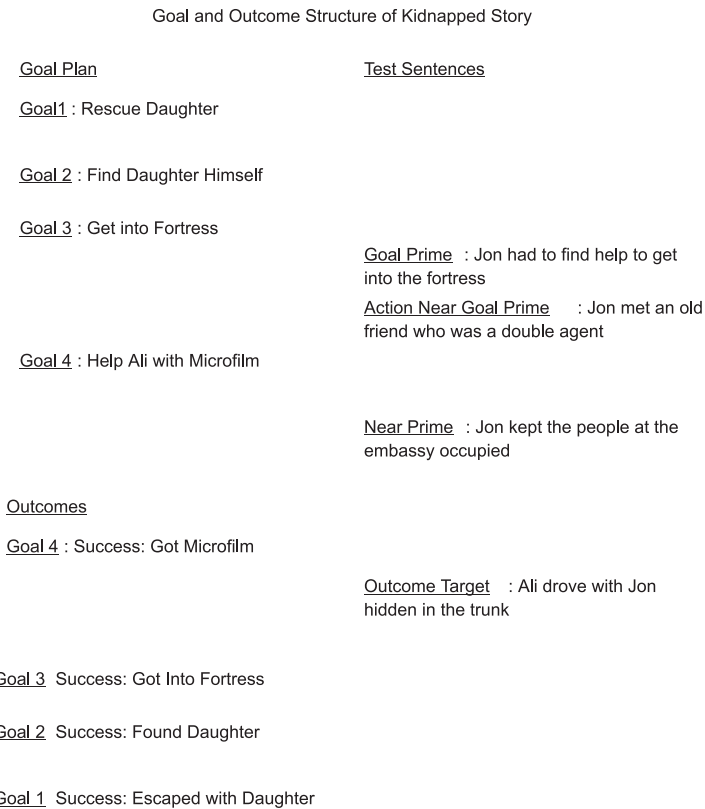 Goal and Outcome Structure of Kidnapped Story
Goal Plan
Test Sentences
Goal1 : Rescue Daughter
Goal 2 : Find Daughter Himself
Goal 3 : Get into Fortress
Goal Prime : Jon had to find help to get
into the fortress
Action Near Goal Prime : Jon met an old
friend who was a double agent
Goal 4 : Help Ali with Microfilm
Near Prime : Jon kept the people at the
embassy occupied
Outcomes
Goal 4 : Success: Got Microfilm
Outcome Target : Ali drove with Jon
hidden in the trunk
Goal 3 Success: Got Into Fortress
Goal 2 Success: Found Daughter
Goal 1 Success: Escaped with Daughter